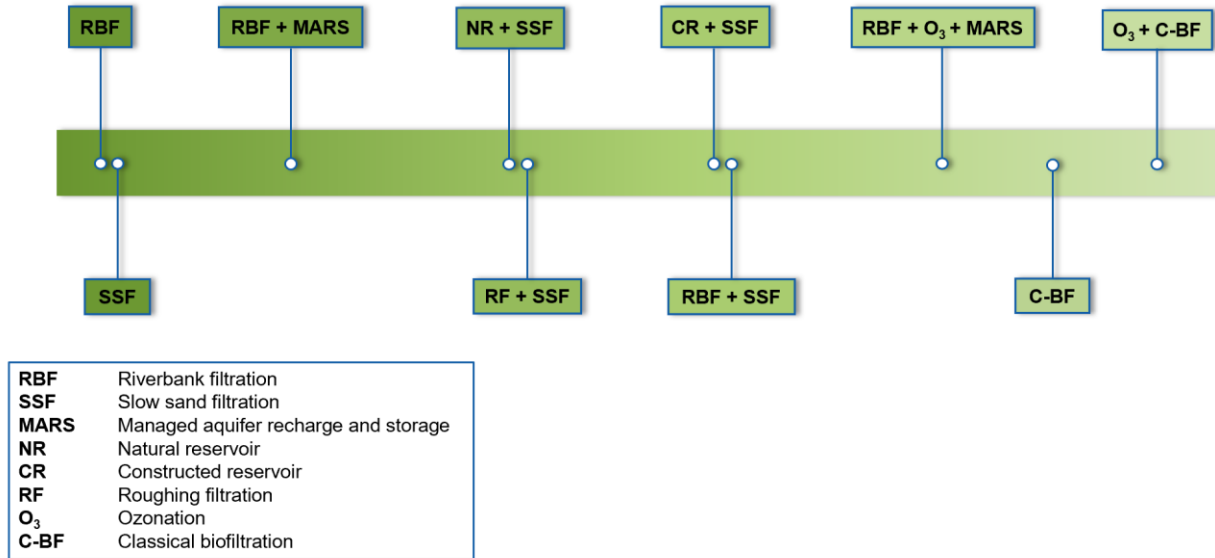 RBF
RBF + MARS
NR + SSF
CR + SSF
RBF + O₃ + MARS
O₃ + C-BF
SSF
RF + SSF
RBF + SSF
C-BF
RBF Riverbank filtration
SSF Slow sand filtration
MARS Managed aquifer recharge and storage
NR Natural reservoir
CR Constructed reservoir
RF Roughing filtration
O₃ Ozonation
C-BF Classical biofiltration